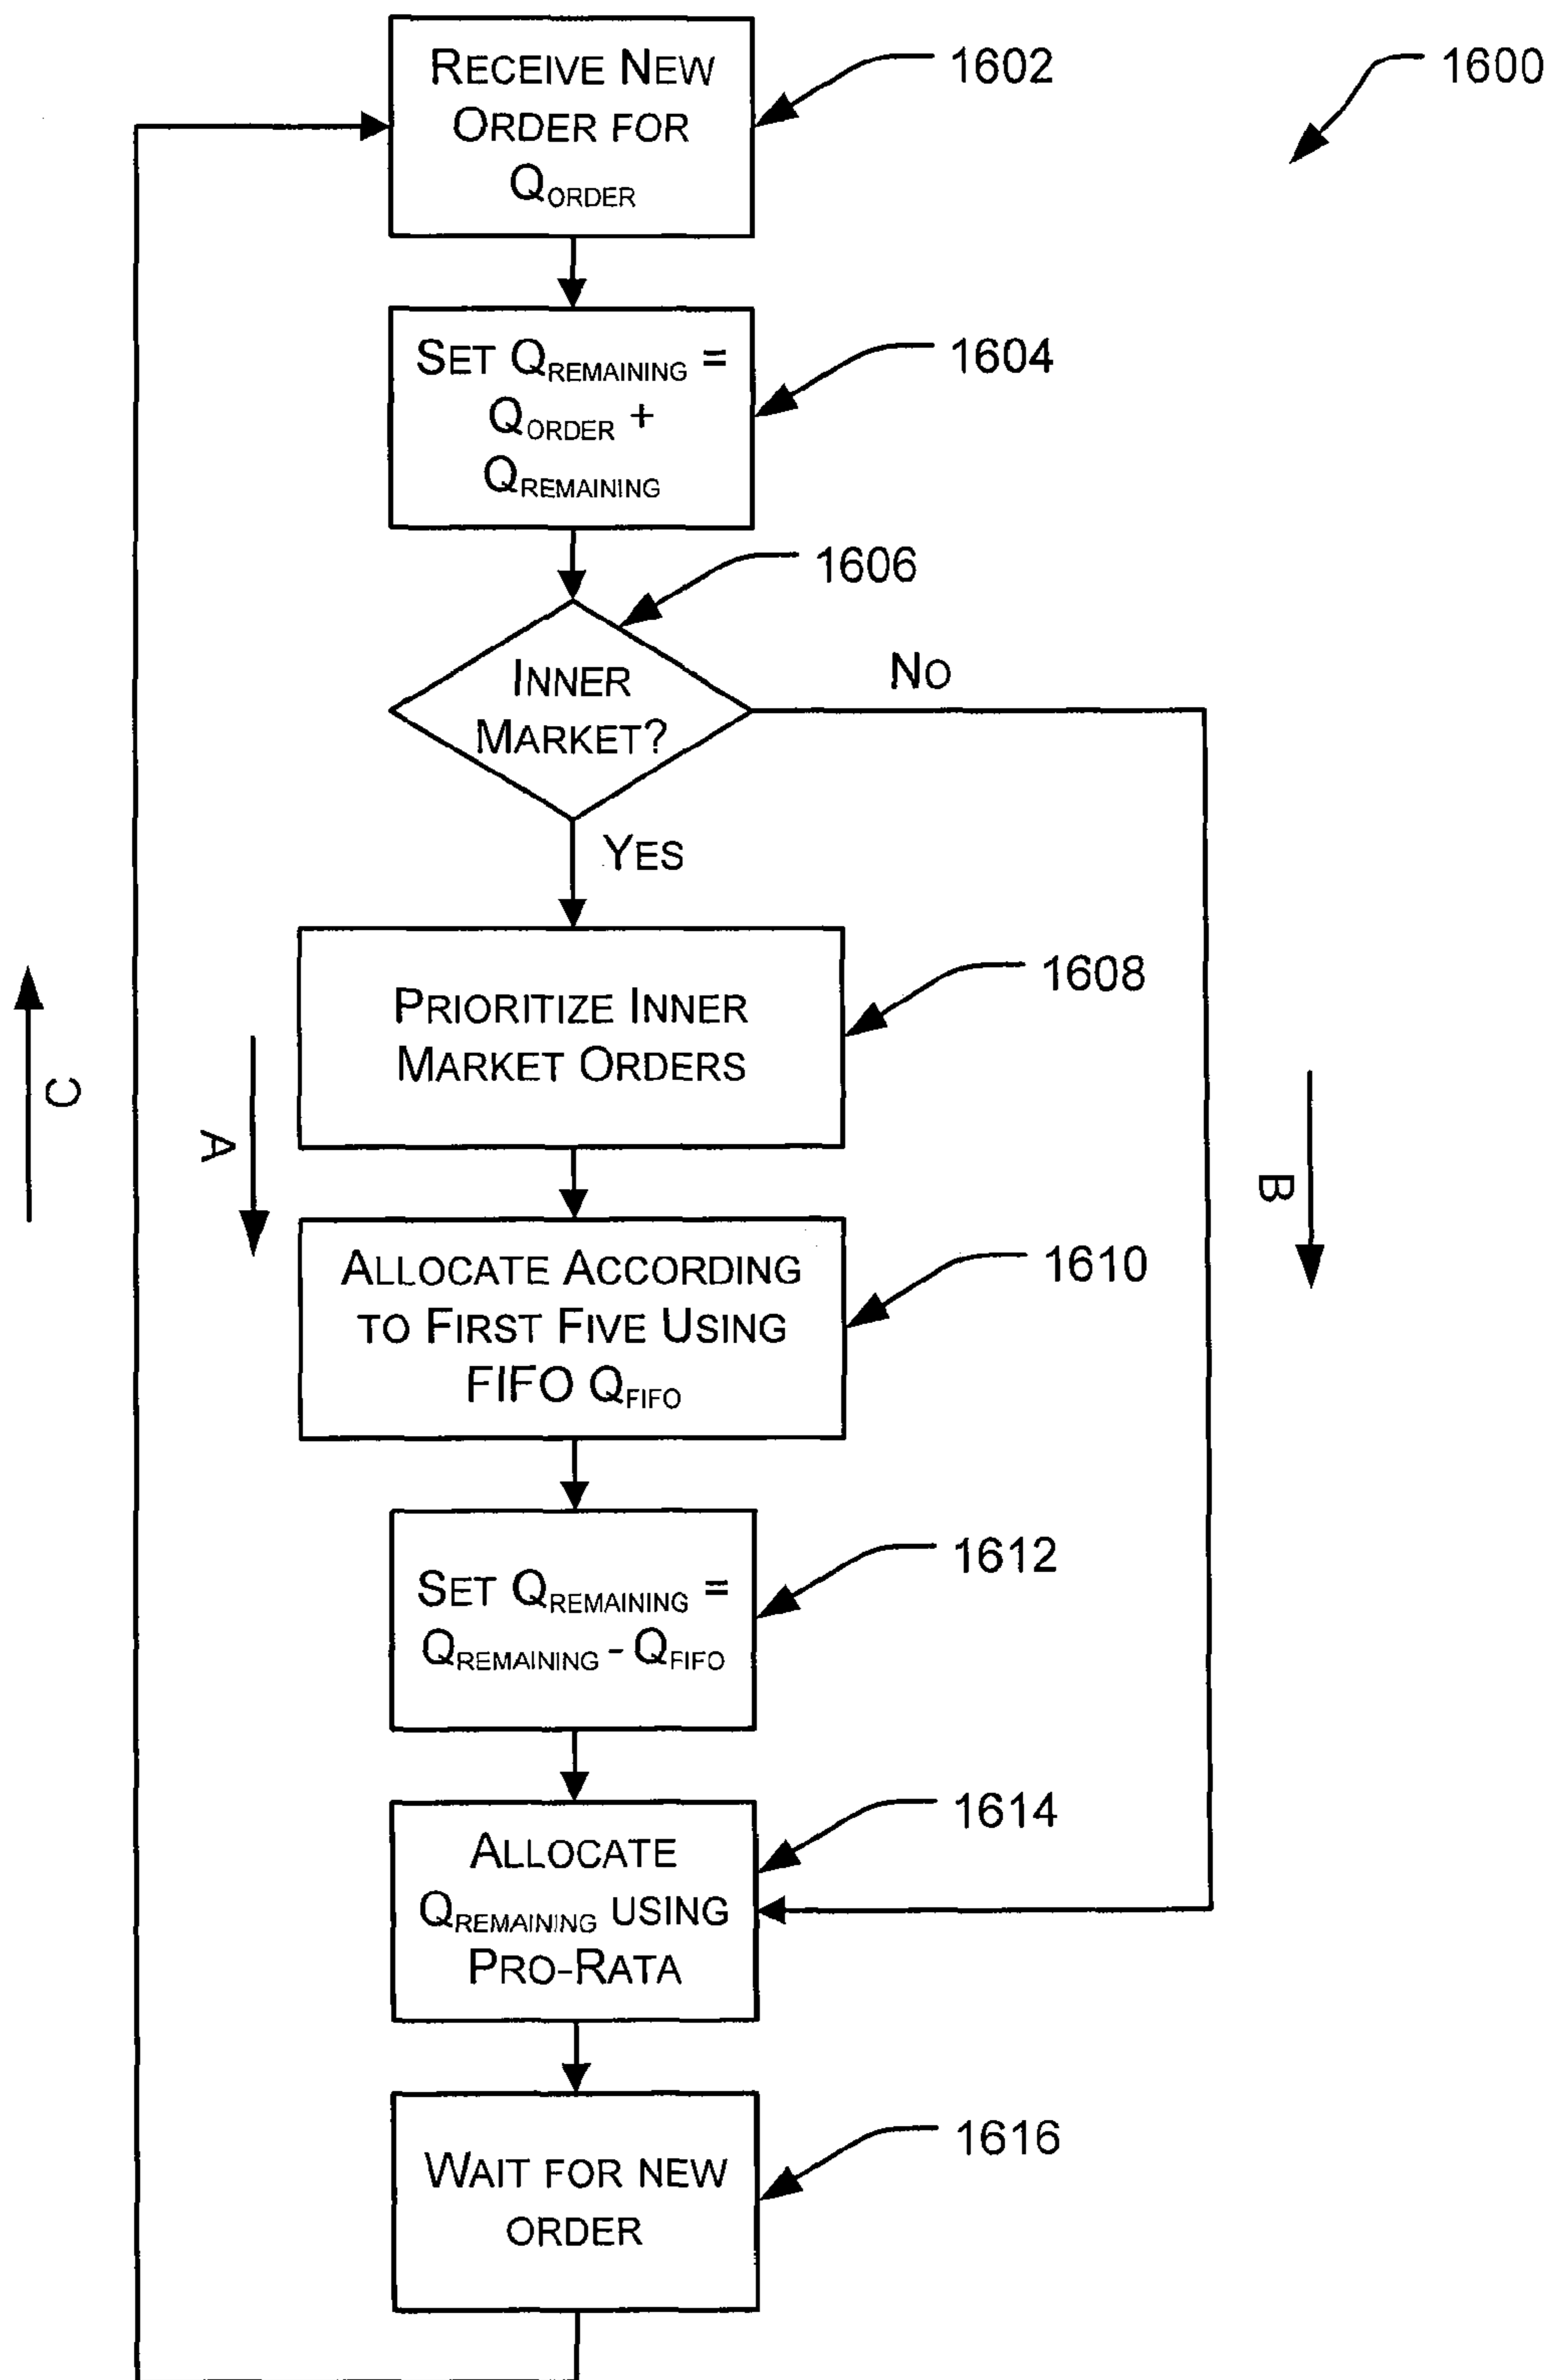 RECEIVE NEW
ORDER FOR
QORDER
1602
1600
SET QREMAINING =
QORDER +
QREMAINING
1604
1606
INNER
MARKET?
NO
YES
PRIORITIZE INNER
MARKET ORDERS
1608
C
A
B
ALLOCATE ACCORDING
TO FIRST FIVE USING
FIFO QFIFO
1610
SET QREMAINING =
QREMAINING - QFIFO
1612
ALLOCATE
QREMAINING USING
PRO-RATA
1614
WAIT FOR NEW
ORDER
1616